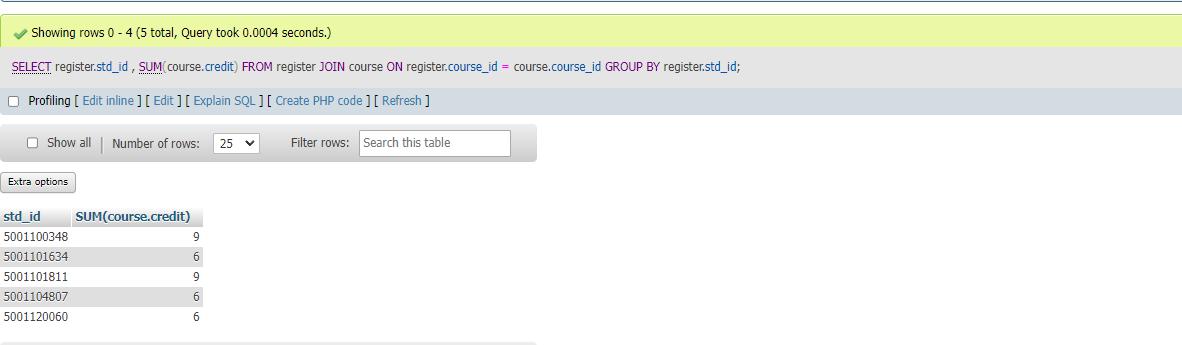 Showing rows 0 - 4 (5 total, Query took 0.0004 seconds.)
SELECT register.std_id , SUM(course.credit) FROM register JOIN course ON register.course_id = course.course_id GROUP BY register.std_id;
Profiling [ Edit inline ] [ Edit ] [ Explain SQL ] [ Create PHP code ] [ Refresh ]
Show all | Number of rows: 25 Filter rows: Search this table
Extra options
std_id SUM(course.credit)
5001100348 9
5001101634 6
5001101811 9
5001104807 6
5001120060 6